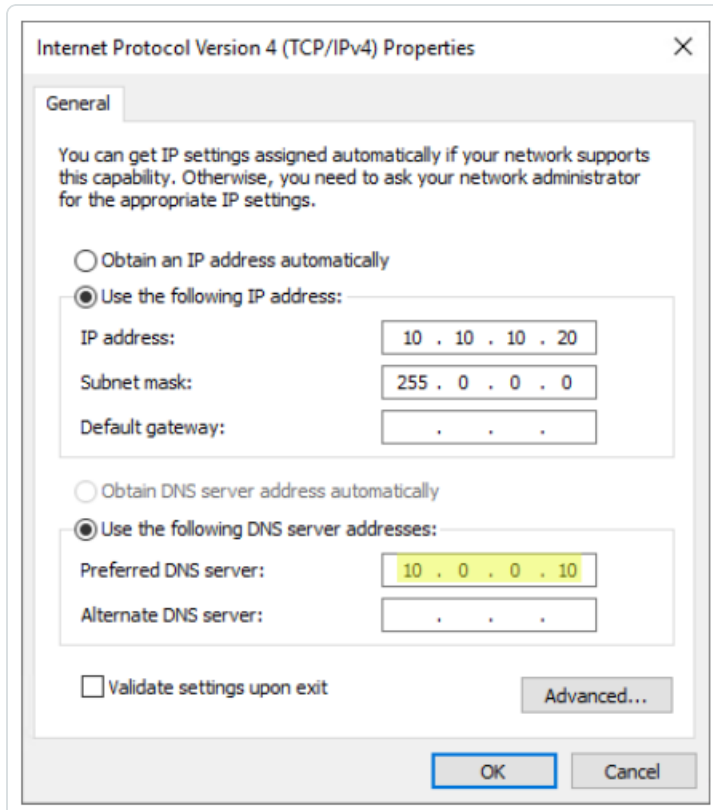 Internet Protocol Version 4 (TCP/IPv4) Properties
General
You can get IP settings assigned automatically if your network supports
this capability. Otherwise, you need to ask your network administrator
for the appropriate IP settings.
Obtain an IP address automatically
Use the following IP address:
IP address: 10 . 10 . 10 . 20
Subnet mask: 255 . 0 . 0 . 0
Default gateway: . . .
Obtain DNS server address automatically
Use the following DNS server addresses:
Preferred DNS server: 10 . 0 . 0 . 10
Alternate DNS server: . . .
Validate settings upon exit
Advanced...
OK Cancel